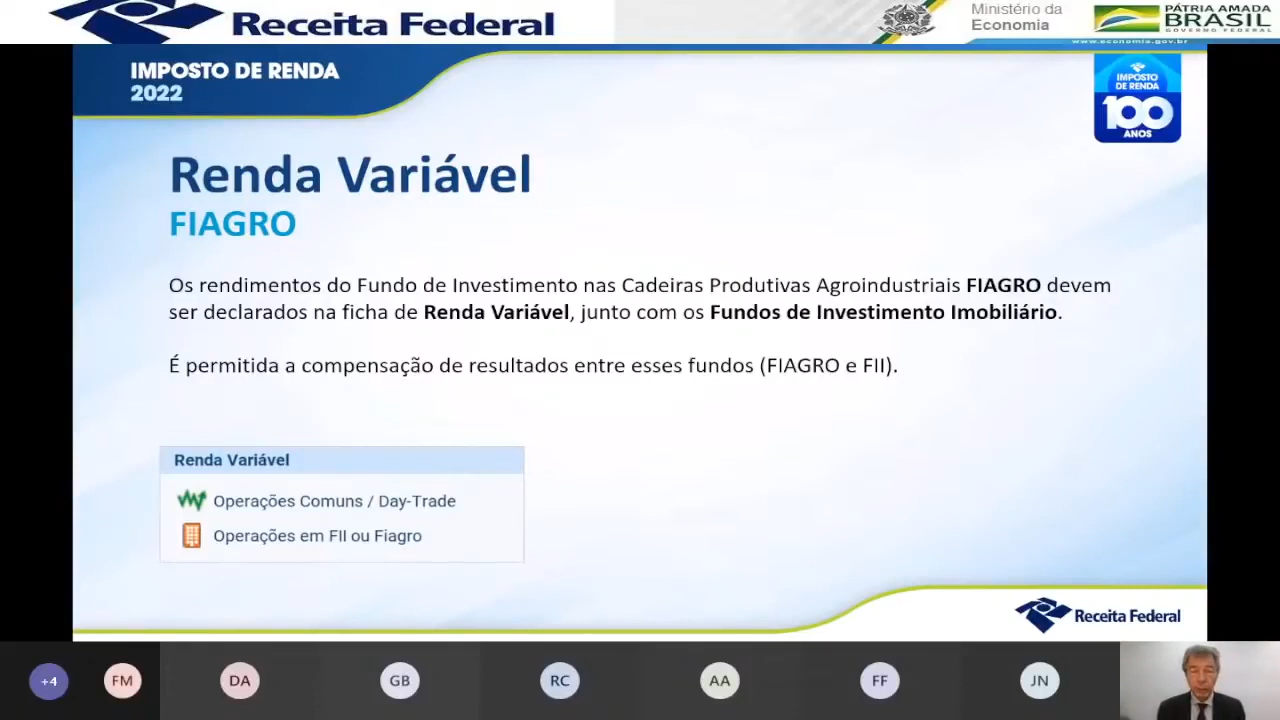 Receita Federal
Ministério da
Economia
PÁTRIA AMADA
BRASIL
GOVERNO FEDERAL
www.economia.gov.br
IMPOSTO DE RENDA
2022
IMPOSTO
DE RENDA
100
ANOS
Renda Variável
FIAGRO
Os rendimentos do Fundo de Investimento nas Cadeiras Produtivas Agroindustriais FIAGRO devem
ser declarados na ficha de Renda Variável, junto com os Fundos de Investimento Imobiliário.
É permitida a compensação de resultados entre esses fundos (FIAGRO e FII).
Renda Variável
Operações Comuns / Day-Trade
Operações em FII ou Fiagro
Receita Federal
+4
FM
DA
GB
RC
AA
FF
JN